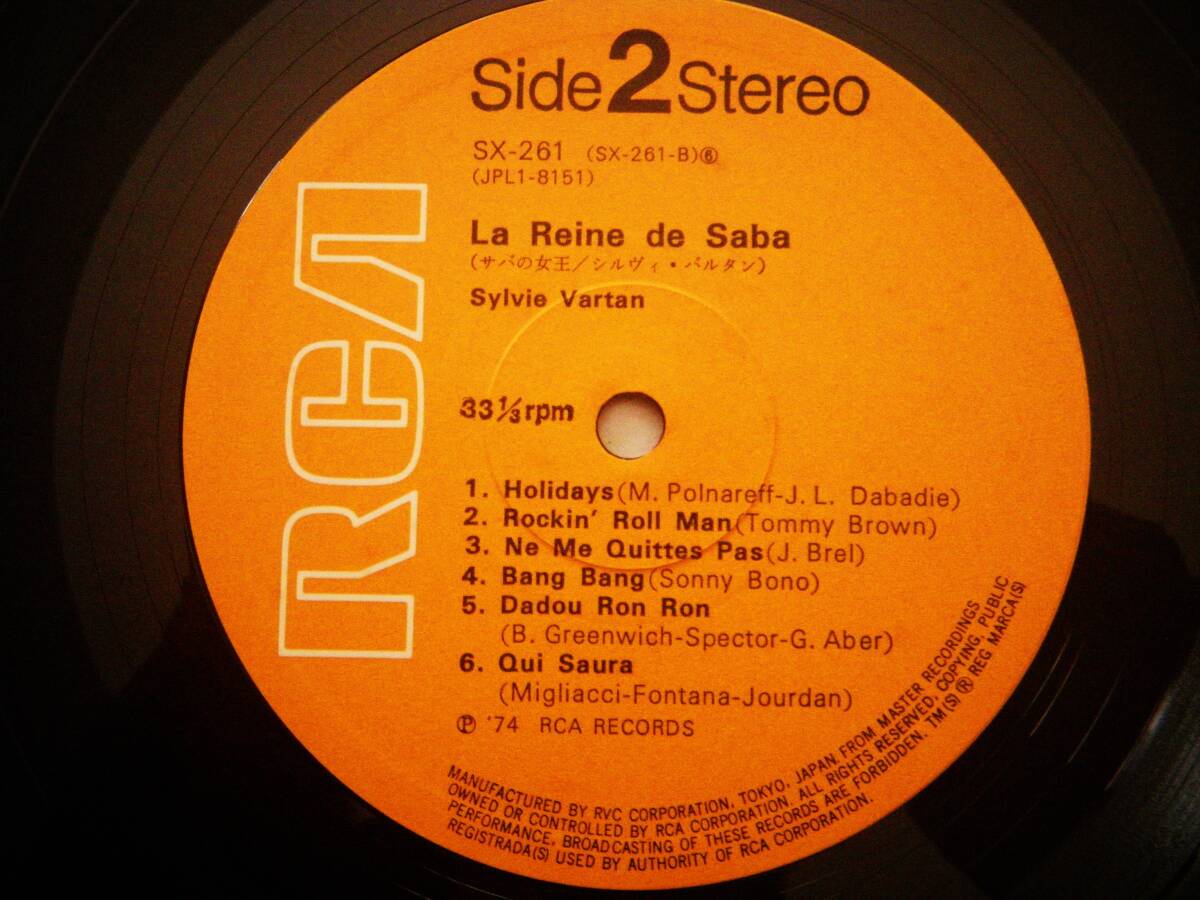 Side 2 Stereo
SX-261 (SX-261-B)⑥
(JPL1-8151)
La Reine de Saba
(サバの女王/シルヴィ・バルタン)
Sylvie Vartan
RCA
33 1/3 rpm
1. Holidays (M. Polnareff-J. L. Dabadie)
2. Rockin' Roll Man (Tommy Brown)
3. Ne Me Quittes Pas (J. Brel)
4. Bang Bang (Sonny Bono)
5. Dadou Ron Ron
(B. Greenwich-Spector-G. Aber)
6. Qui Saura
(Migliacci-Fontana-Jourdan)
Ⓟ '74 RCA RECORDS
MANUFACTURED BY RVC CORPORATION, TOKYO, JAPAN, FROM MASTER RECORDINGS
OWNED OR CONTROLLED BY RCA CORPORATION. ALL RIGHTS RESERVED, COPYING, PUBLIC
PERFORMANCE, BROADCASTING OF THESE RECORDS ARE FORBIDDEN. TM(S) ® REG MARCA(S)
REGISTRADA(S) USED BY AUTHORITY OF RCA CORPORATION.